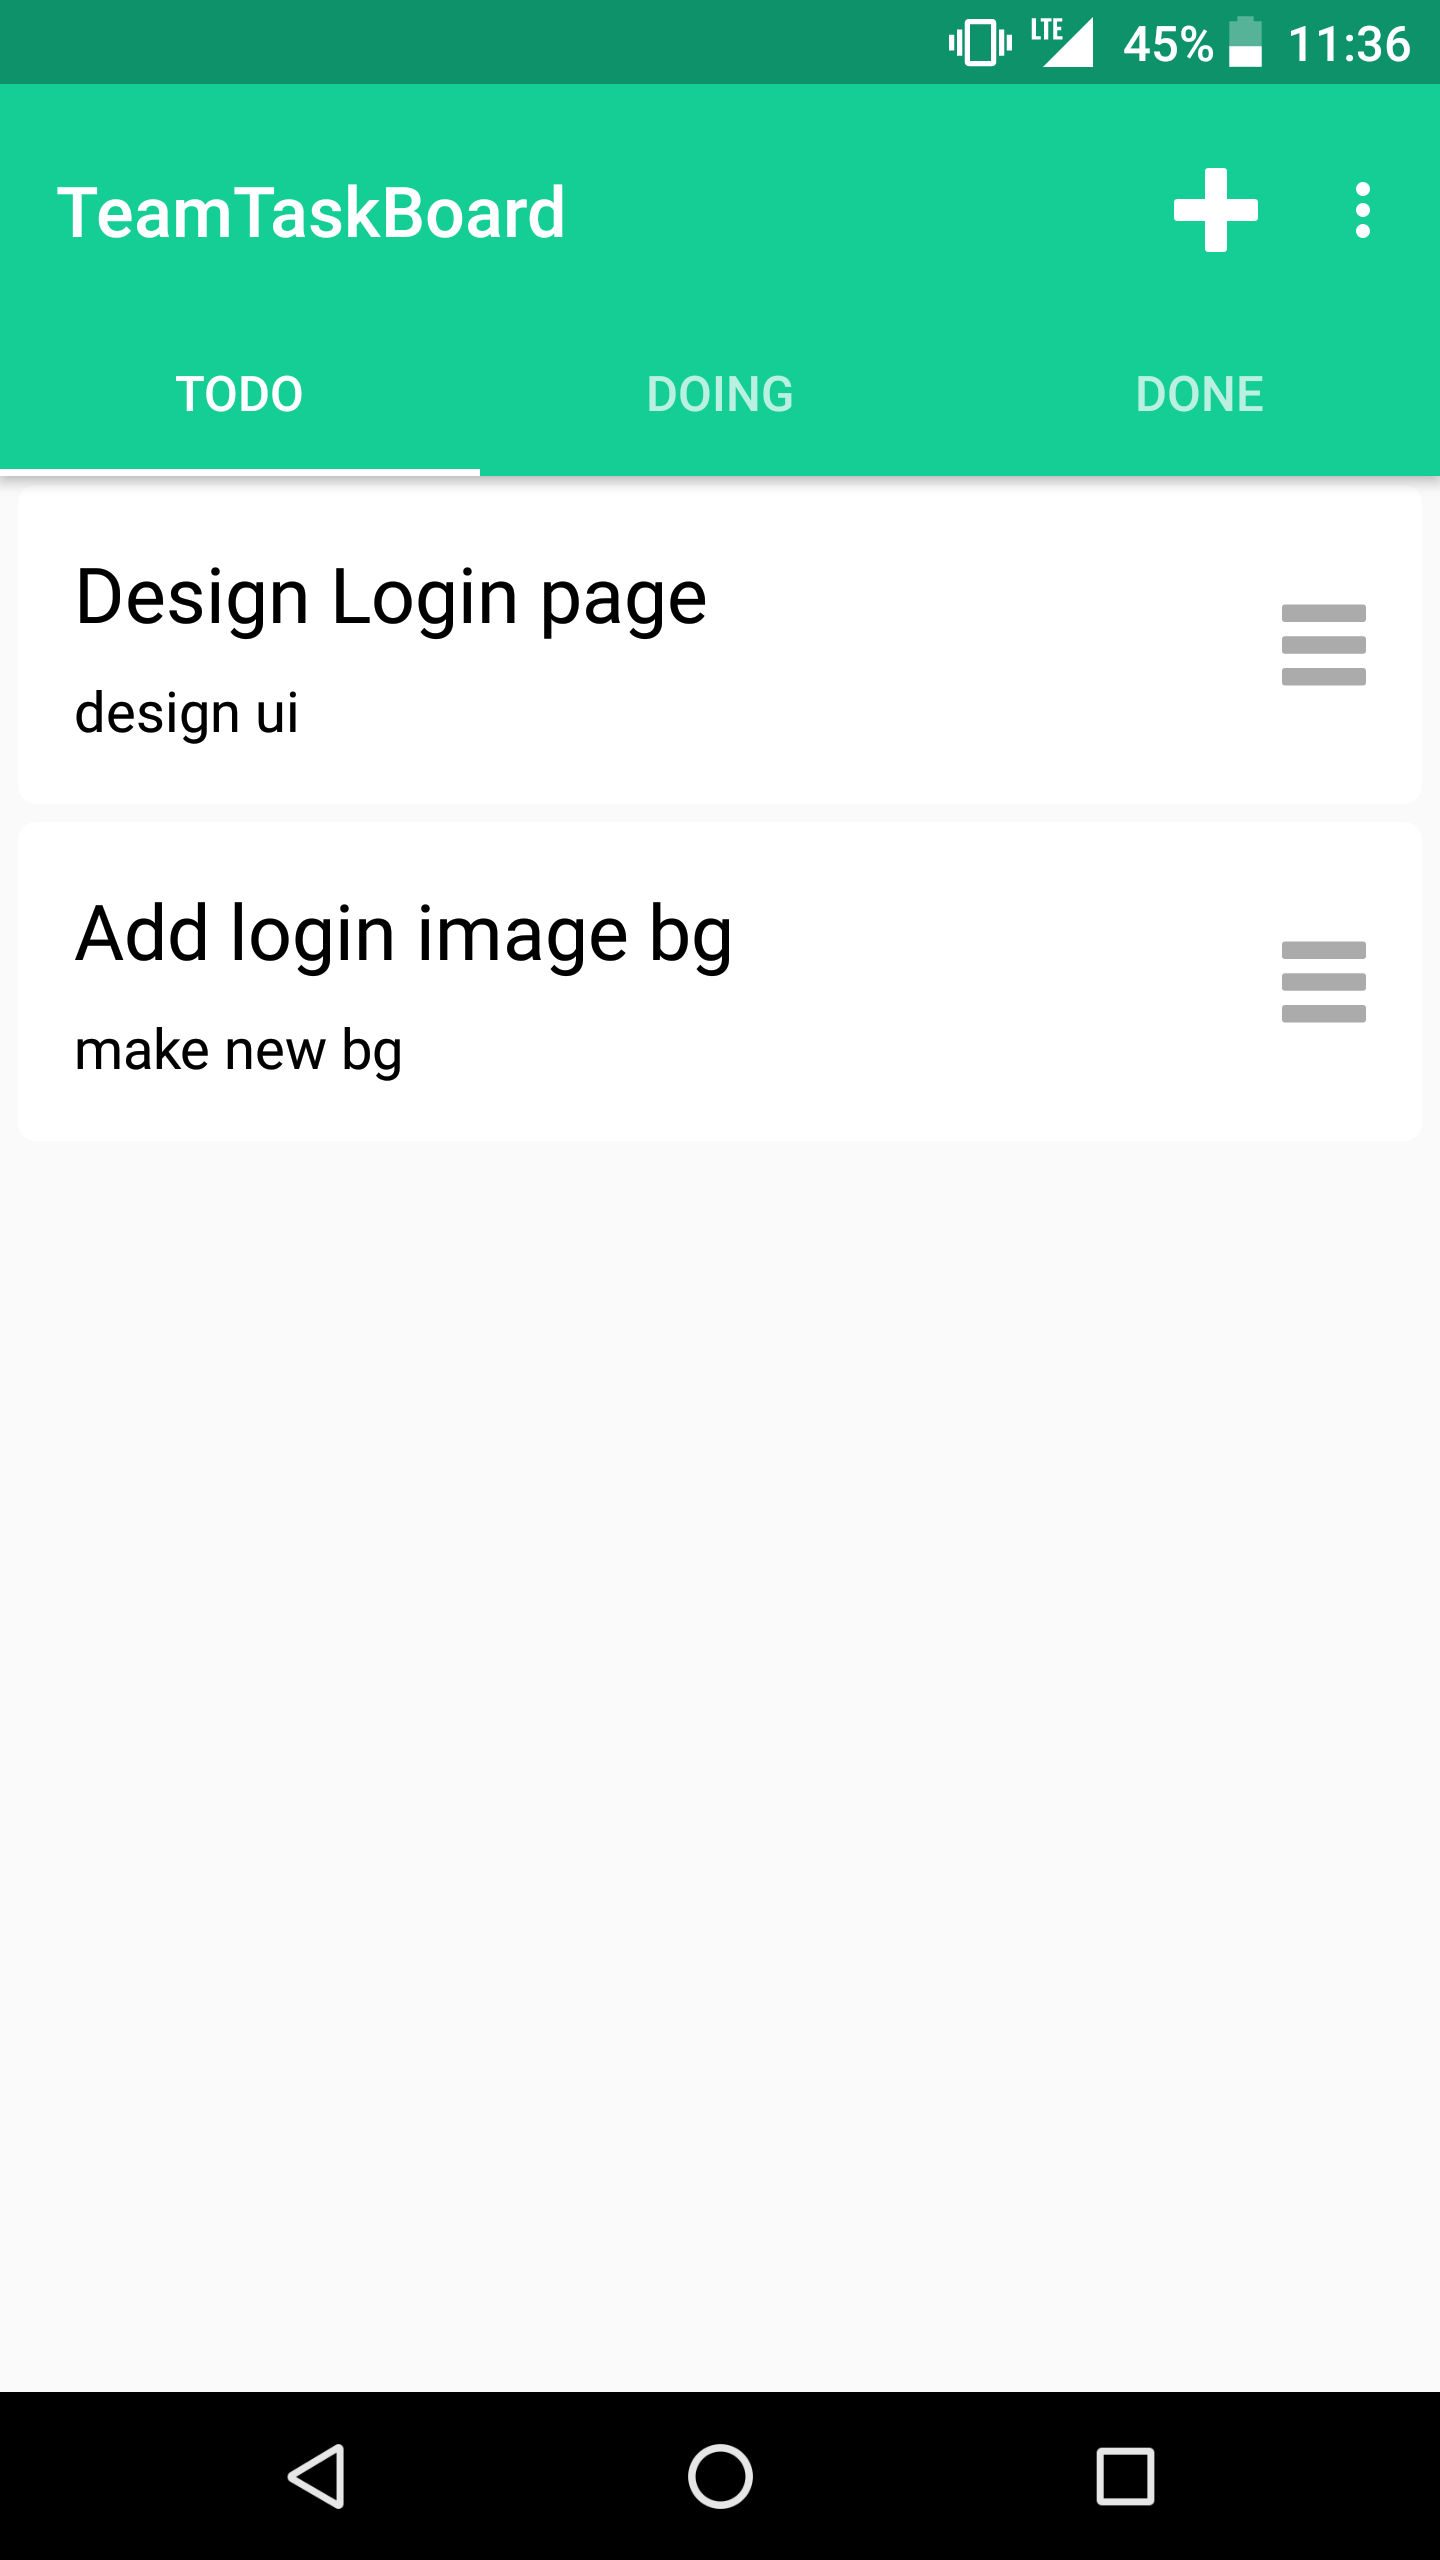 LTE 45% 11:36
TeamTaskBoard
TODO DOING DONE
Design Login page
design ui
Add login image bg
make new bg